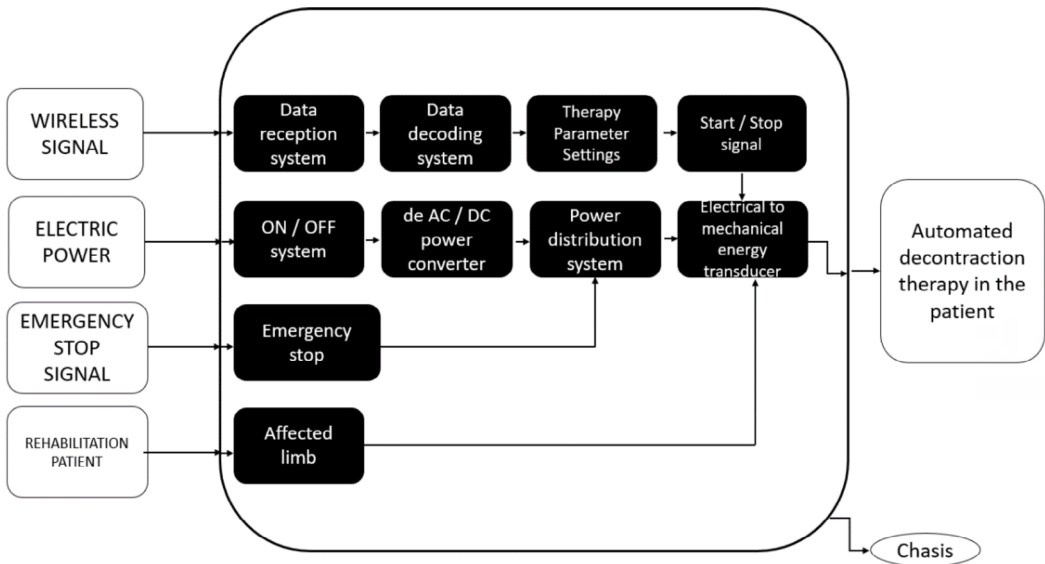 WIRELESS
SIGNAL
Data
reception
system
Data
decoding
system
Therapy
Parameter
Settings
Start / Stop
signal
ELECTRIC
POWER
ON / OFF
system
de AC / DC
power
converter
Power
distribution
system
Electrical to
mechanical
energy
transducer
Automated
decontraction
therapy in the
patient
EMERGENCY
STOP
SIGNAL
Emergency
stop
REHABILITATION
PATIENT
Affected
limb
Chasis